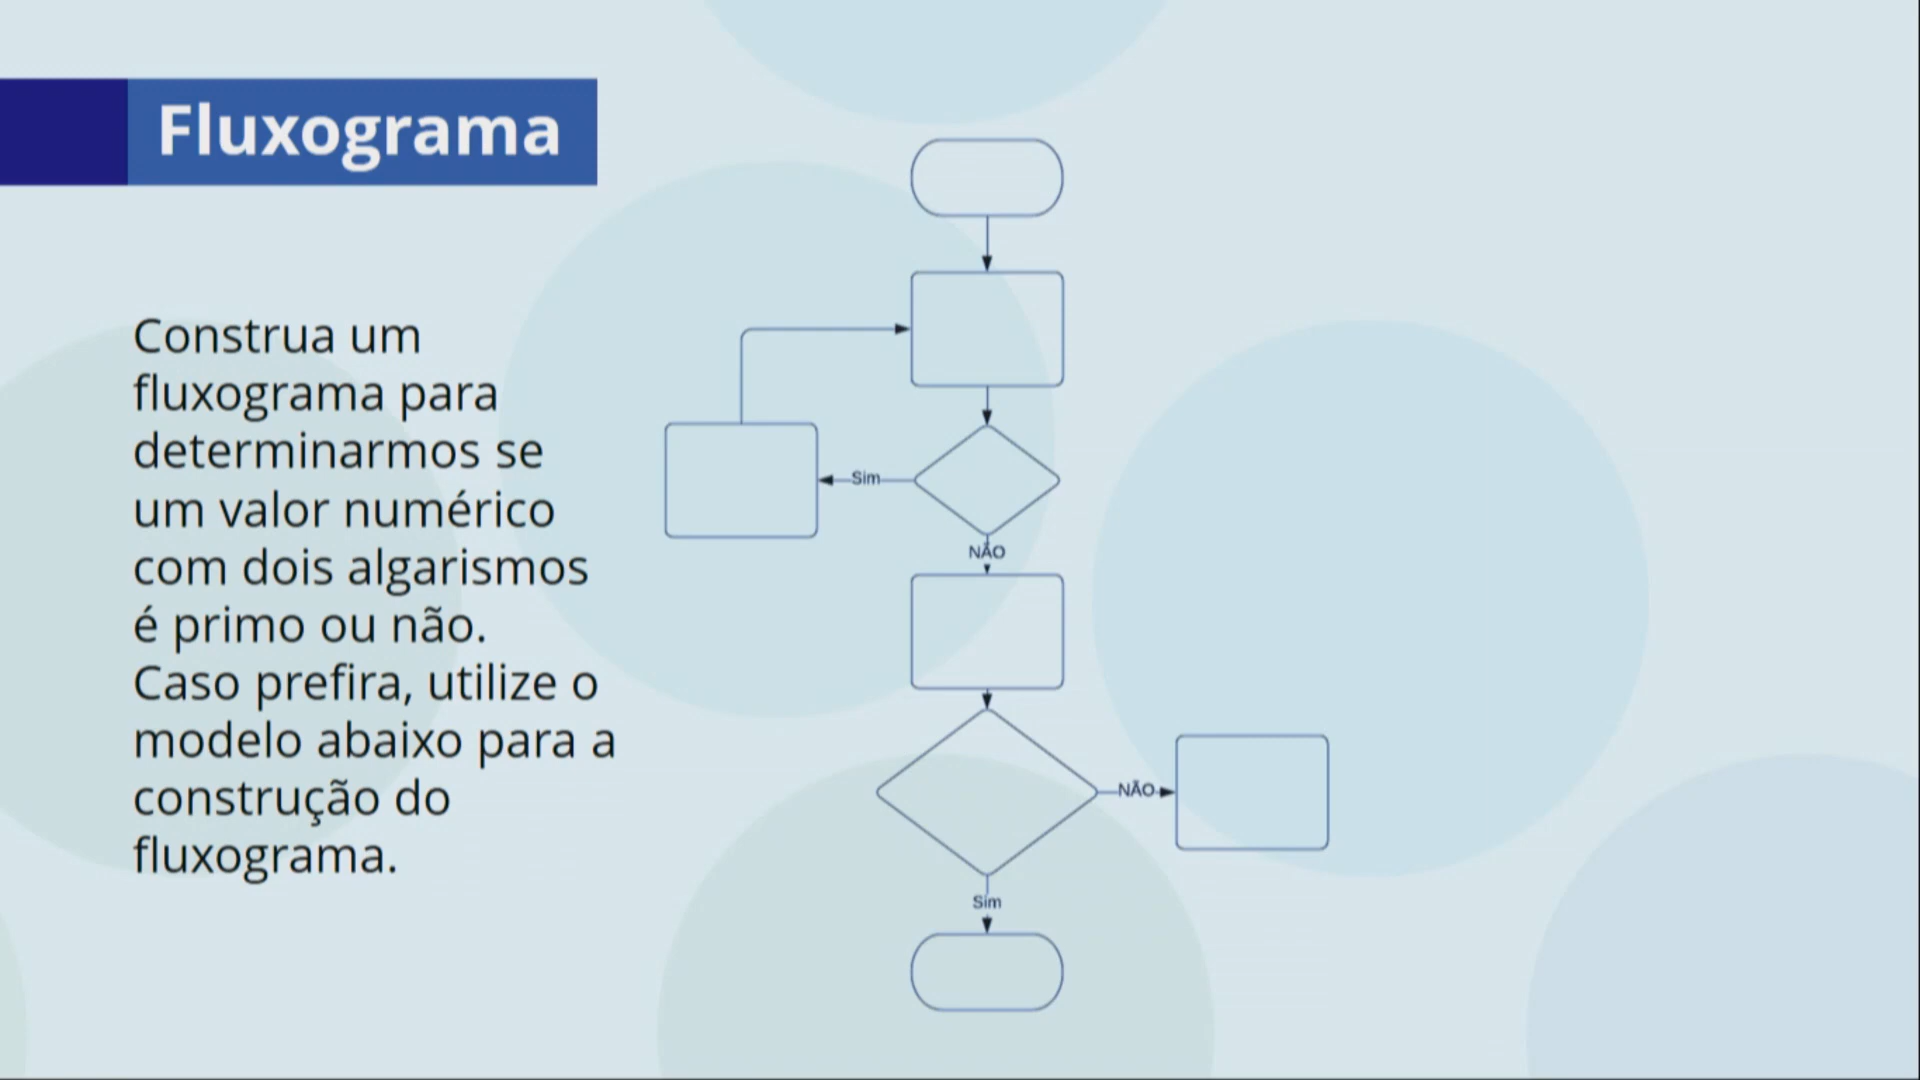 Fluxograma
Construa um
fluxograma para
determinarmos se
um valor numérico
com dois algarismos
é primo ou não.
Caso prefira, utilize o
modelo abaixo para a
construção do
fluxograma.
Sim
NÃO
NÃO
Sim